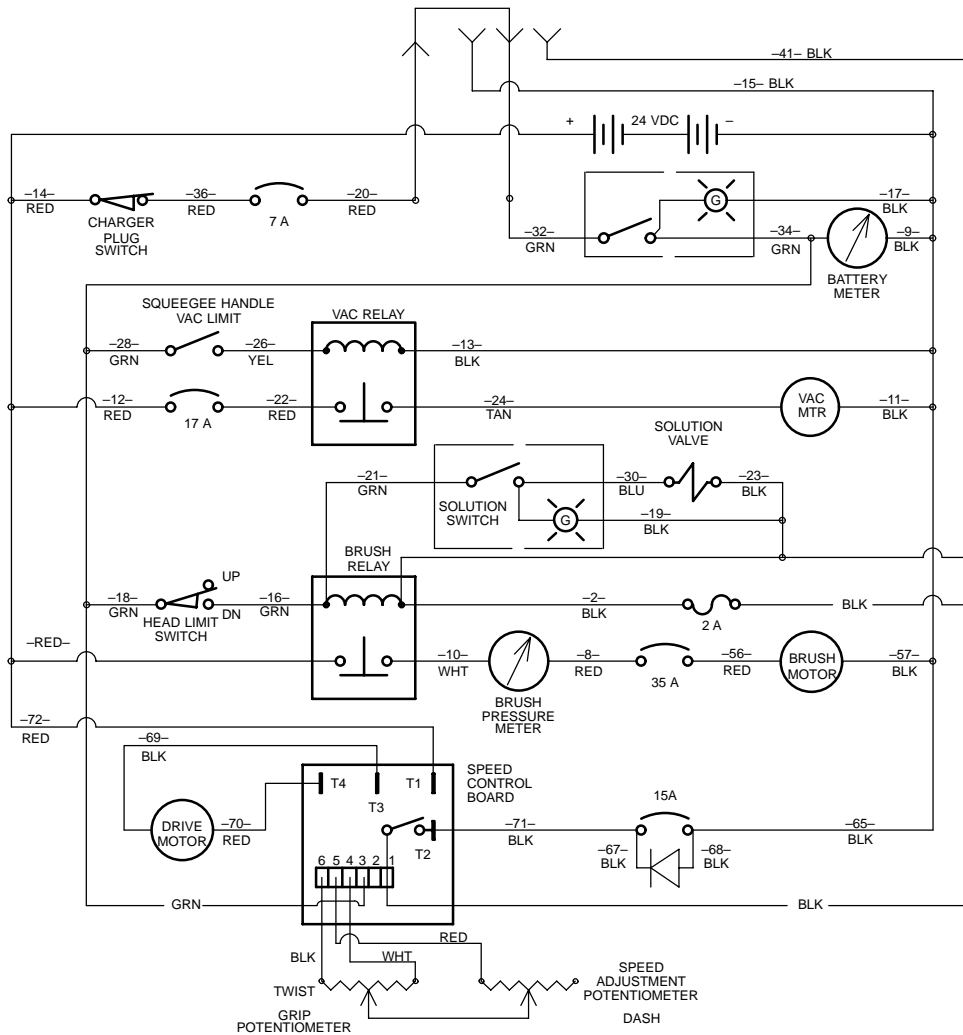 –41– BLK
–15– BLK
+ 24 VDC –
–14– RED
CHARGER
PLUG
SWITCH
–36– RED
7 A
–20– RED
–32– GRN
G
–17– BLK
–34– GRN
–9– BLK
BATTERY
METER
SQUEEGEE HANDLE
VAC LIMIT
–28– GRN
–26– YEL
VAC RELAY
–13– BLK
–12– RED
17 A
–22– RED
–24– TAN
VAC
MTR
–11– BLK
SOLUTION
VALVE
–21– GRN
SOLUTION
SWITCH
G
–30– BLU
–23– BLK
–19– BLK
BRUSH
RELAY
UP
DN
–18– GRN
HEAD LIMIT
SWITCH
–16– GRN
–2– BLK
2 A
BLK
–RED–
–10– WHT
BRUSH
PRESSURE
METER
–8– RED
35 A
–56– RED
BRUSH
MOTOR
–57– BLK
–72– RED
–69– BLK
DRIVE
MOTOR
–70– RED
T4
T3
T1
T2
SPEED
CONTROL
BOARD
–71– BLK
15A
–67– BLK
–68– BLK
–65– BLK
6 5 4 3 2 1
GRN
BLK
RED
BLK
WHT
TWIST
GRIP
POTENTIOMETER
SPEED
ADJUSTMENT
POTENTIOMETER
DASH